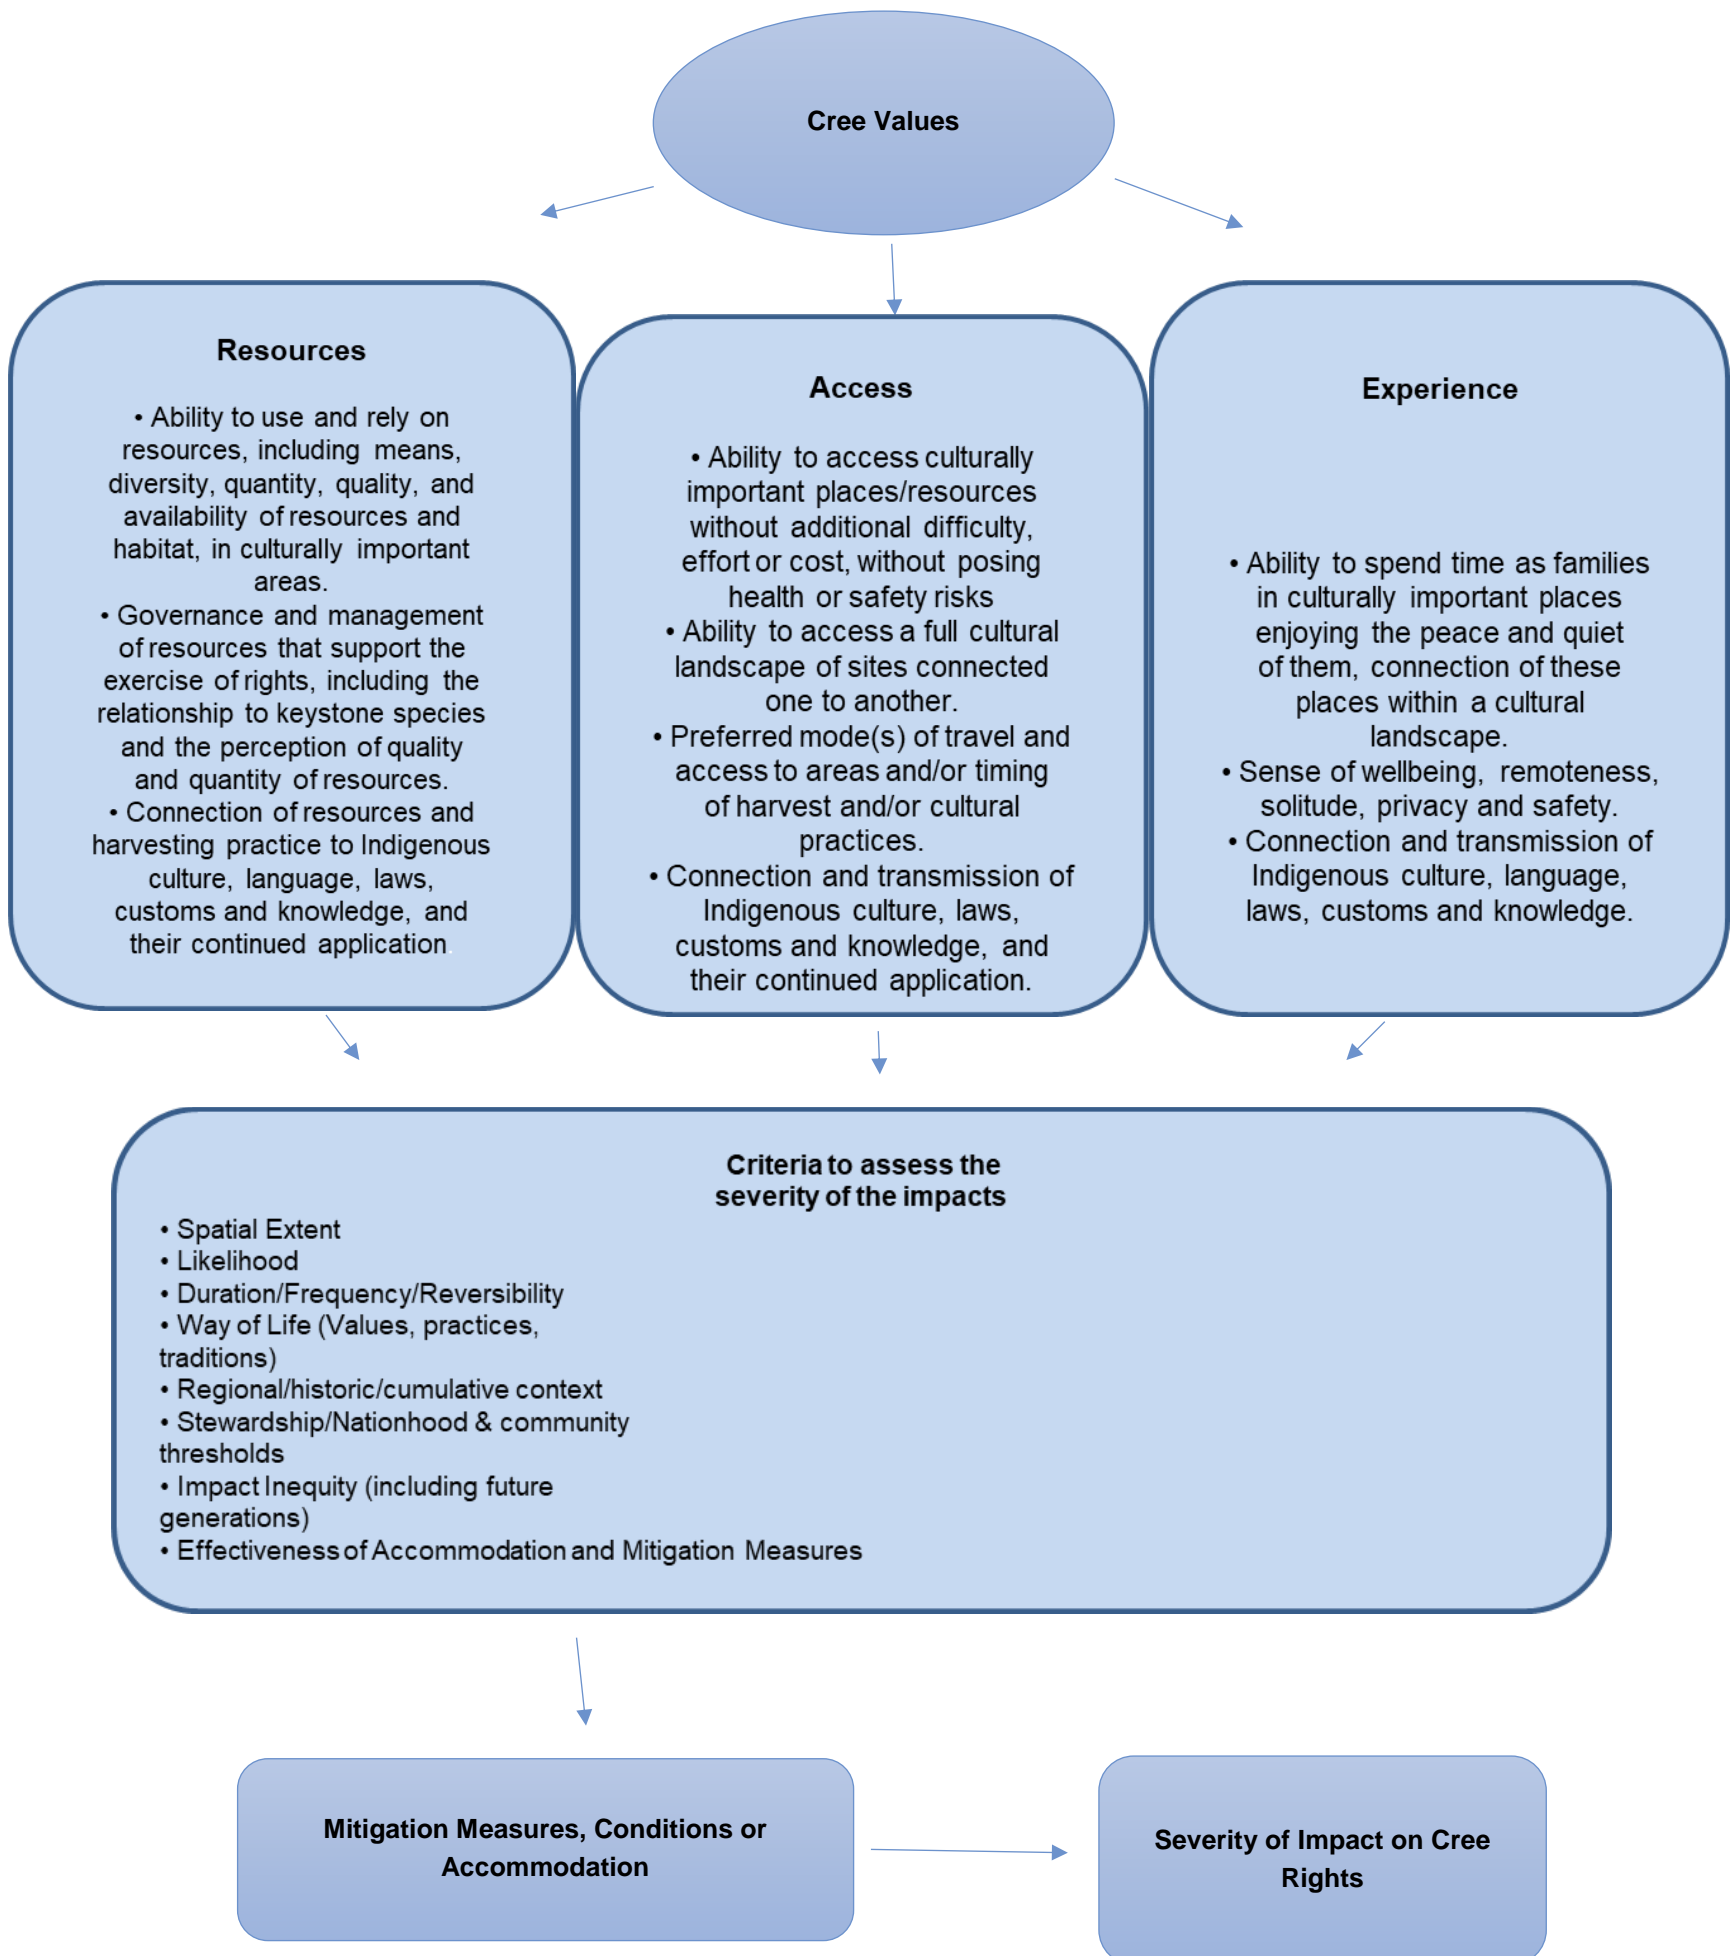 Cree Values
Resources
• Ability to use and rely on
resources, including means,
diversity, quantity, quality, and
availability of resources and
habitat, in culturally important
areas.
• Governance and management
of resources that support the
exercise of rights, including the
relationship to keystone species
and the perception of quality
and quantity of resources.
• Connection of resources and
harvesting practice to Indigenous
culture, language, laws,
customs and knowledge, and
their continued application.
Access
• Ability to access culturally
important places/resources
without additional difficulty,
effort or cost, without posing
health or safety risks
• Ability to access a full cultural
landscape of sites connected
one to another.
• Preferred mode(s) of travel and
access to areas and/or timing
of harvest and/or cultural
practices.
• Connection and transmission of
Indigenous culture, laws,
customs and knowledge, and
their continued application.
Experience
• Ability to spend time as families
in culturally important places
enjoying the peace and quiet
of them, connection of these
places within a cultural
landscape.
• Sense of wellbeing, remoteness,
solitude, privacy and safety.
• Connection and transmission of
Indigenous culture, language,
laws, customs and knowledge.
Criteria to assess the
severity of the impacts
• Spatial Extent
• Likelihood
• Duration/Frequency/Reversibility
• Way of Life (Values, practices,
traditions)
• Regional/historic/cumulative context
• Stewardship/Nationhood & community
thresholds
• Impact Inequity (including future
generations)
• Effectiveness of Accommodation and Mitigation Measures
Mitigation Measures, Conditions or
Accommodation
Severity of Impact on Cree
Rights